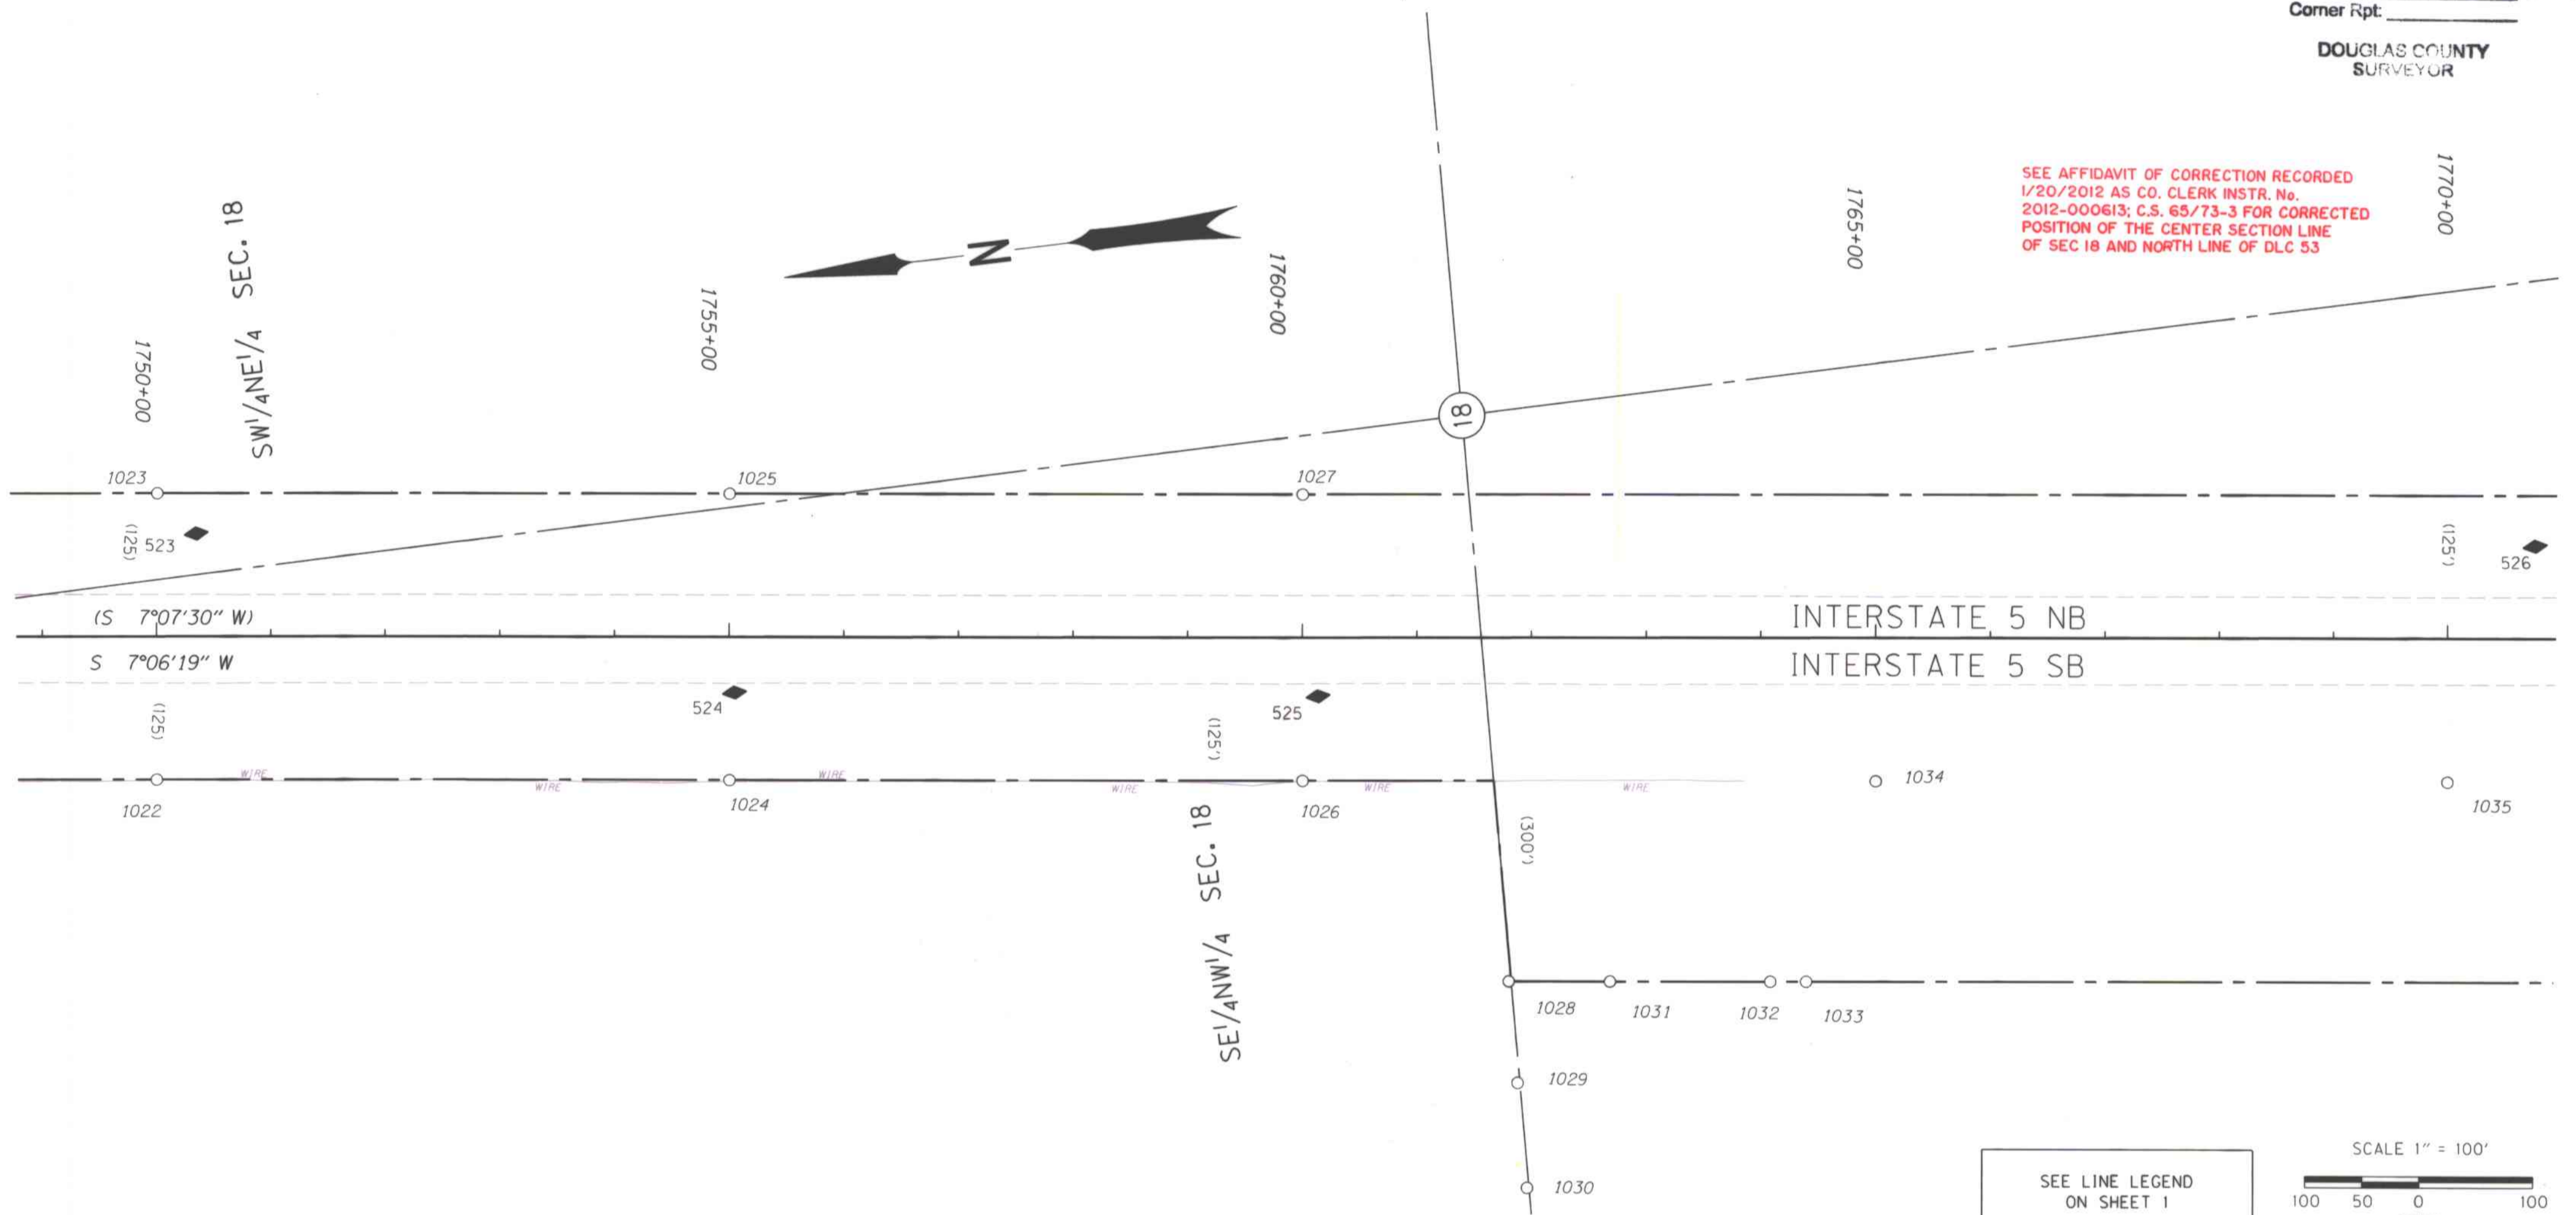 Corner Rpt:
DOUGLAS COUNTY
SURVEYOR
SEE AFFIDAVIT OF CORRECTION RECORDED
1/20/2012 AS CO. CLERK INSTR. No.
2012-000613; C.S. 65/73-3 FOR CORRECTED
POSITION OF THE CENTER SECTION LINE
OF SEC 18 AND NORTH LINE OF DLC 53
1750+00
SW1/4NE1/4 SEC. 18
1755+00
N
1760+00
1765+00
1770+00
18
1023
1025
1027
(125)
523
(125')
526
(S 7°07'30" W)
INTERSTATE 5 NB
S 7°06'19" W
INTERSTATE 5 SB
(125)
524
(125')
525
WIRE
WIRE
WIRE
WIRE
WIRE
WIRE
1022
1024
1026
1034
1035
(300')
SE1/4NW1/4 SEC. 18
1028
1031
1032
1033
1029
1030
SEE LINE LEGEND
ON SHEET 1
SCALE 1" = 100'
100 50 0 100